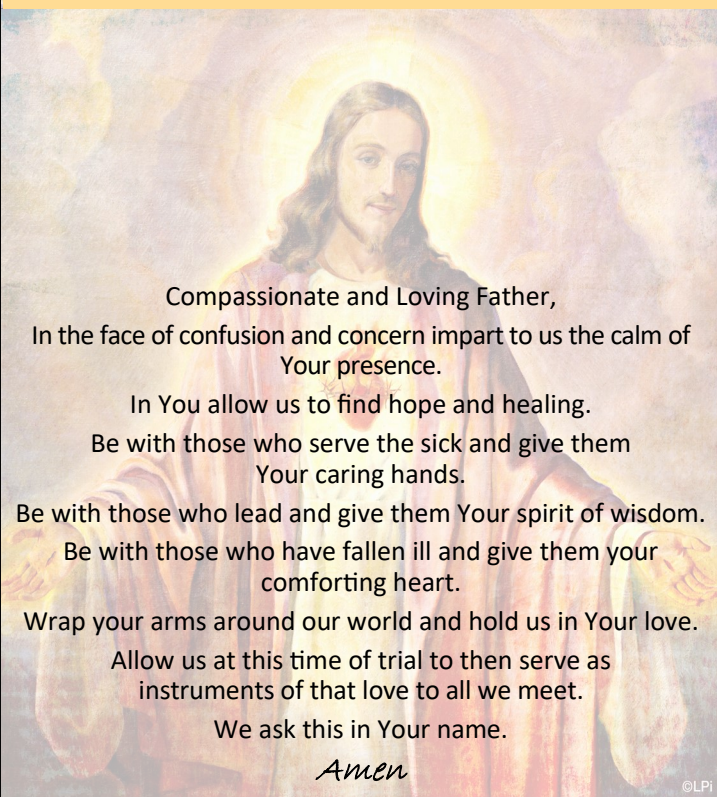 Compassionate and Loving Father,
In the face of confusion and concern impart to us the calm of
Your presence.
In You allow us to find hope and healing.
Be with those who serve the sick and give them
Your caring hands.
Be with those who lead and give them Your spirit of wisdom.
Be with those who have fallen ill and give them your
comforting heart.
Wrap your arms around our world and hold us in Your love.
Allow us at this time of trial to then serve as
instruments of that love to all we meet.
We ask this in Your name.
Amen
©LPi